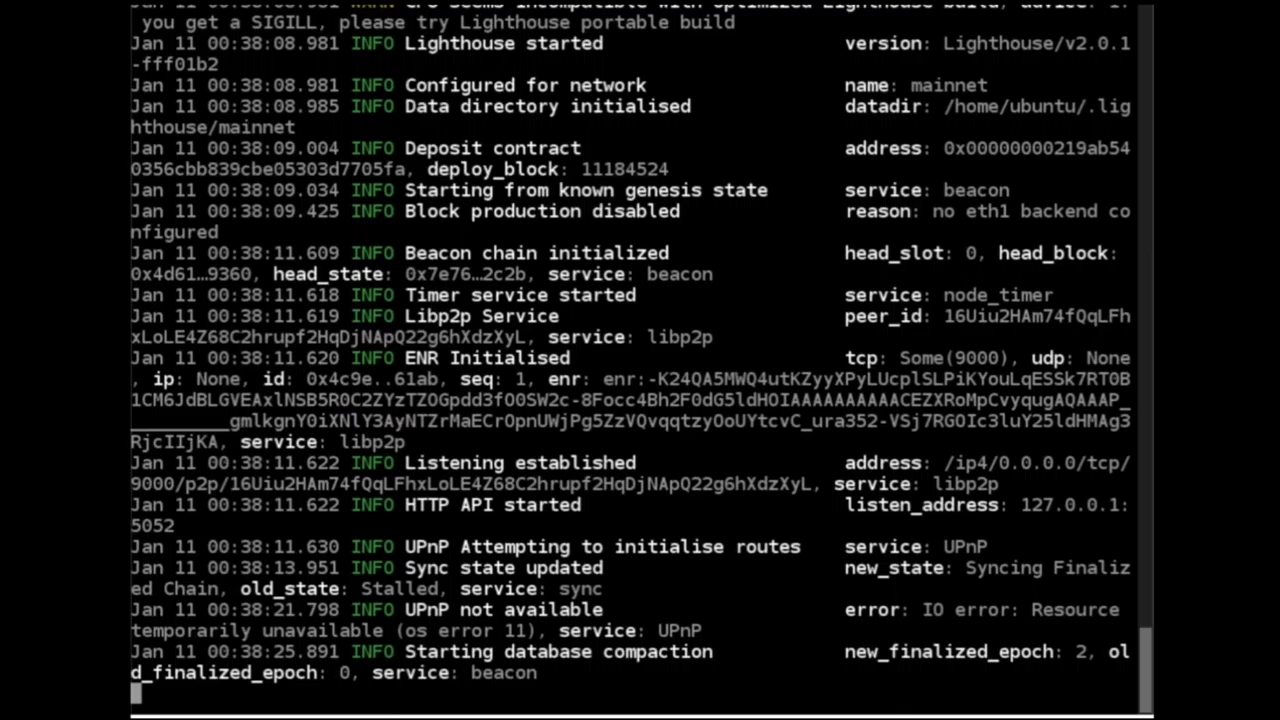 you get a SIGILL, please try Lighthouse portable build
Jan 11 00:38:08.981 INFO Lighthouse started version: Lighthouse/v2.0.1
-fff01b2
Jan 11 00:38:08.981 INFO Configured for network name: mainnet
Jan 11 00:38:08.985 INFO Data directory initialised datadir: /home/ubuntu/.lig
hthouse/mainnet
Jan 11 00:38:09.004 INFO Deposit contract address: 0x00000000219ab54
0356cbb839cbe05303d7705fa, deploy_block: 11184524
Jan 11 00:38:09.034 INFO Starting from known genesis state service: beacon
Jan 11 00:38:09.425 INFO Block production disabled reason: no eth1 backend co
nfigured
Jan 11 00:38:11.609 INFO Beacon chain initialized head_slot: 0, head_block:
0x4d61…9360, head_state: 0x7e76…2c2b, service: beacon
Jan 11 00:38:11.618 INFO Timer service started service: node_timer
Jan 11 00:38:11.619 INFO Libp2p Service peer_id: 16Uiu2HAm74fQqLFh
xLoLE4Z68C2hrupf2HqDjNApQ22g6hXdzXyL, service: libp2p
Jan 11 00:38:11.620 INFO ENR Initialised tcp: Some(9000), udp: None
, ip: None, id: 0x4c9e..61ab, seq: 1, enr: enr:-K24QA5MWQ4utKZyyXPyLUcplSLPiKYouLqESSk7RT0B
1CM6JdBLGVEAxlNSB5R0C2ZYzTZOGpdd3fO0SW2c-8Focc4Bh2F0dG5ldHOIAAAAAAAAAACEZXRoMpCvyqugAQAAAP_
_________gmlkgnY0iXNlY3AyNTZrMaECrOpnUWjPg5ZzVQvqqtzyOoUYtcvC_ura352-VSj7RGOIc3luY25ldHMAg3
RjcIIjKA, service: libp2p
Jan 11 00:38:11.622 INFO Listening established address: /ip4/0.0.0.0/tcp/
9000/p2p/16Uiu2HAm74fQqLFhxLoLE4Z68C2hrupf2HqDjNApQ22g6hXdzXyL, service: libp2p
Jan 11 00:38:11.622 INFO HTTP API started listen_address: 127.0.0.1:
5052
Jan 11 00:38:11.630 INFO UPnP Attempting to initialise routes service: UPnP
Jan 11 00:38:13.951 INFO Sync state updated new_state: Syncing Finaliz
ed Chain, old_state: Stalled, service: sync
Jan 11 00:38:21.798 INFO UPnP not available error: IO error: Resource
temporarily unavailable (os error 11), service: UPnP
Jan 11 00:38:25.891 INFO Starting database compaction new_finalized_epoch: 2, ol
d_finalized_epoch: 0, service: beacon